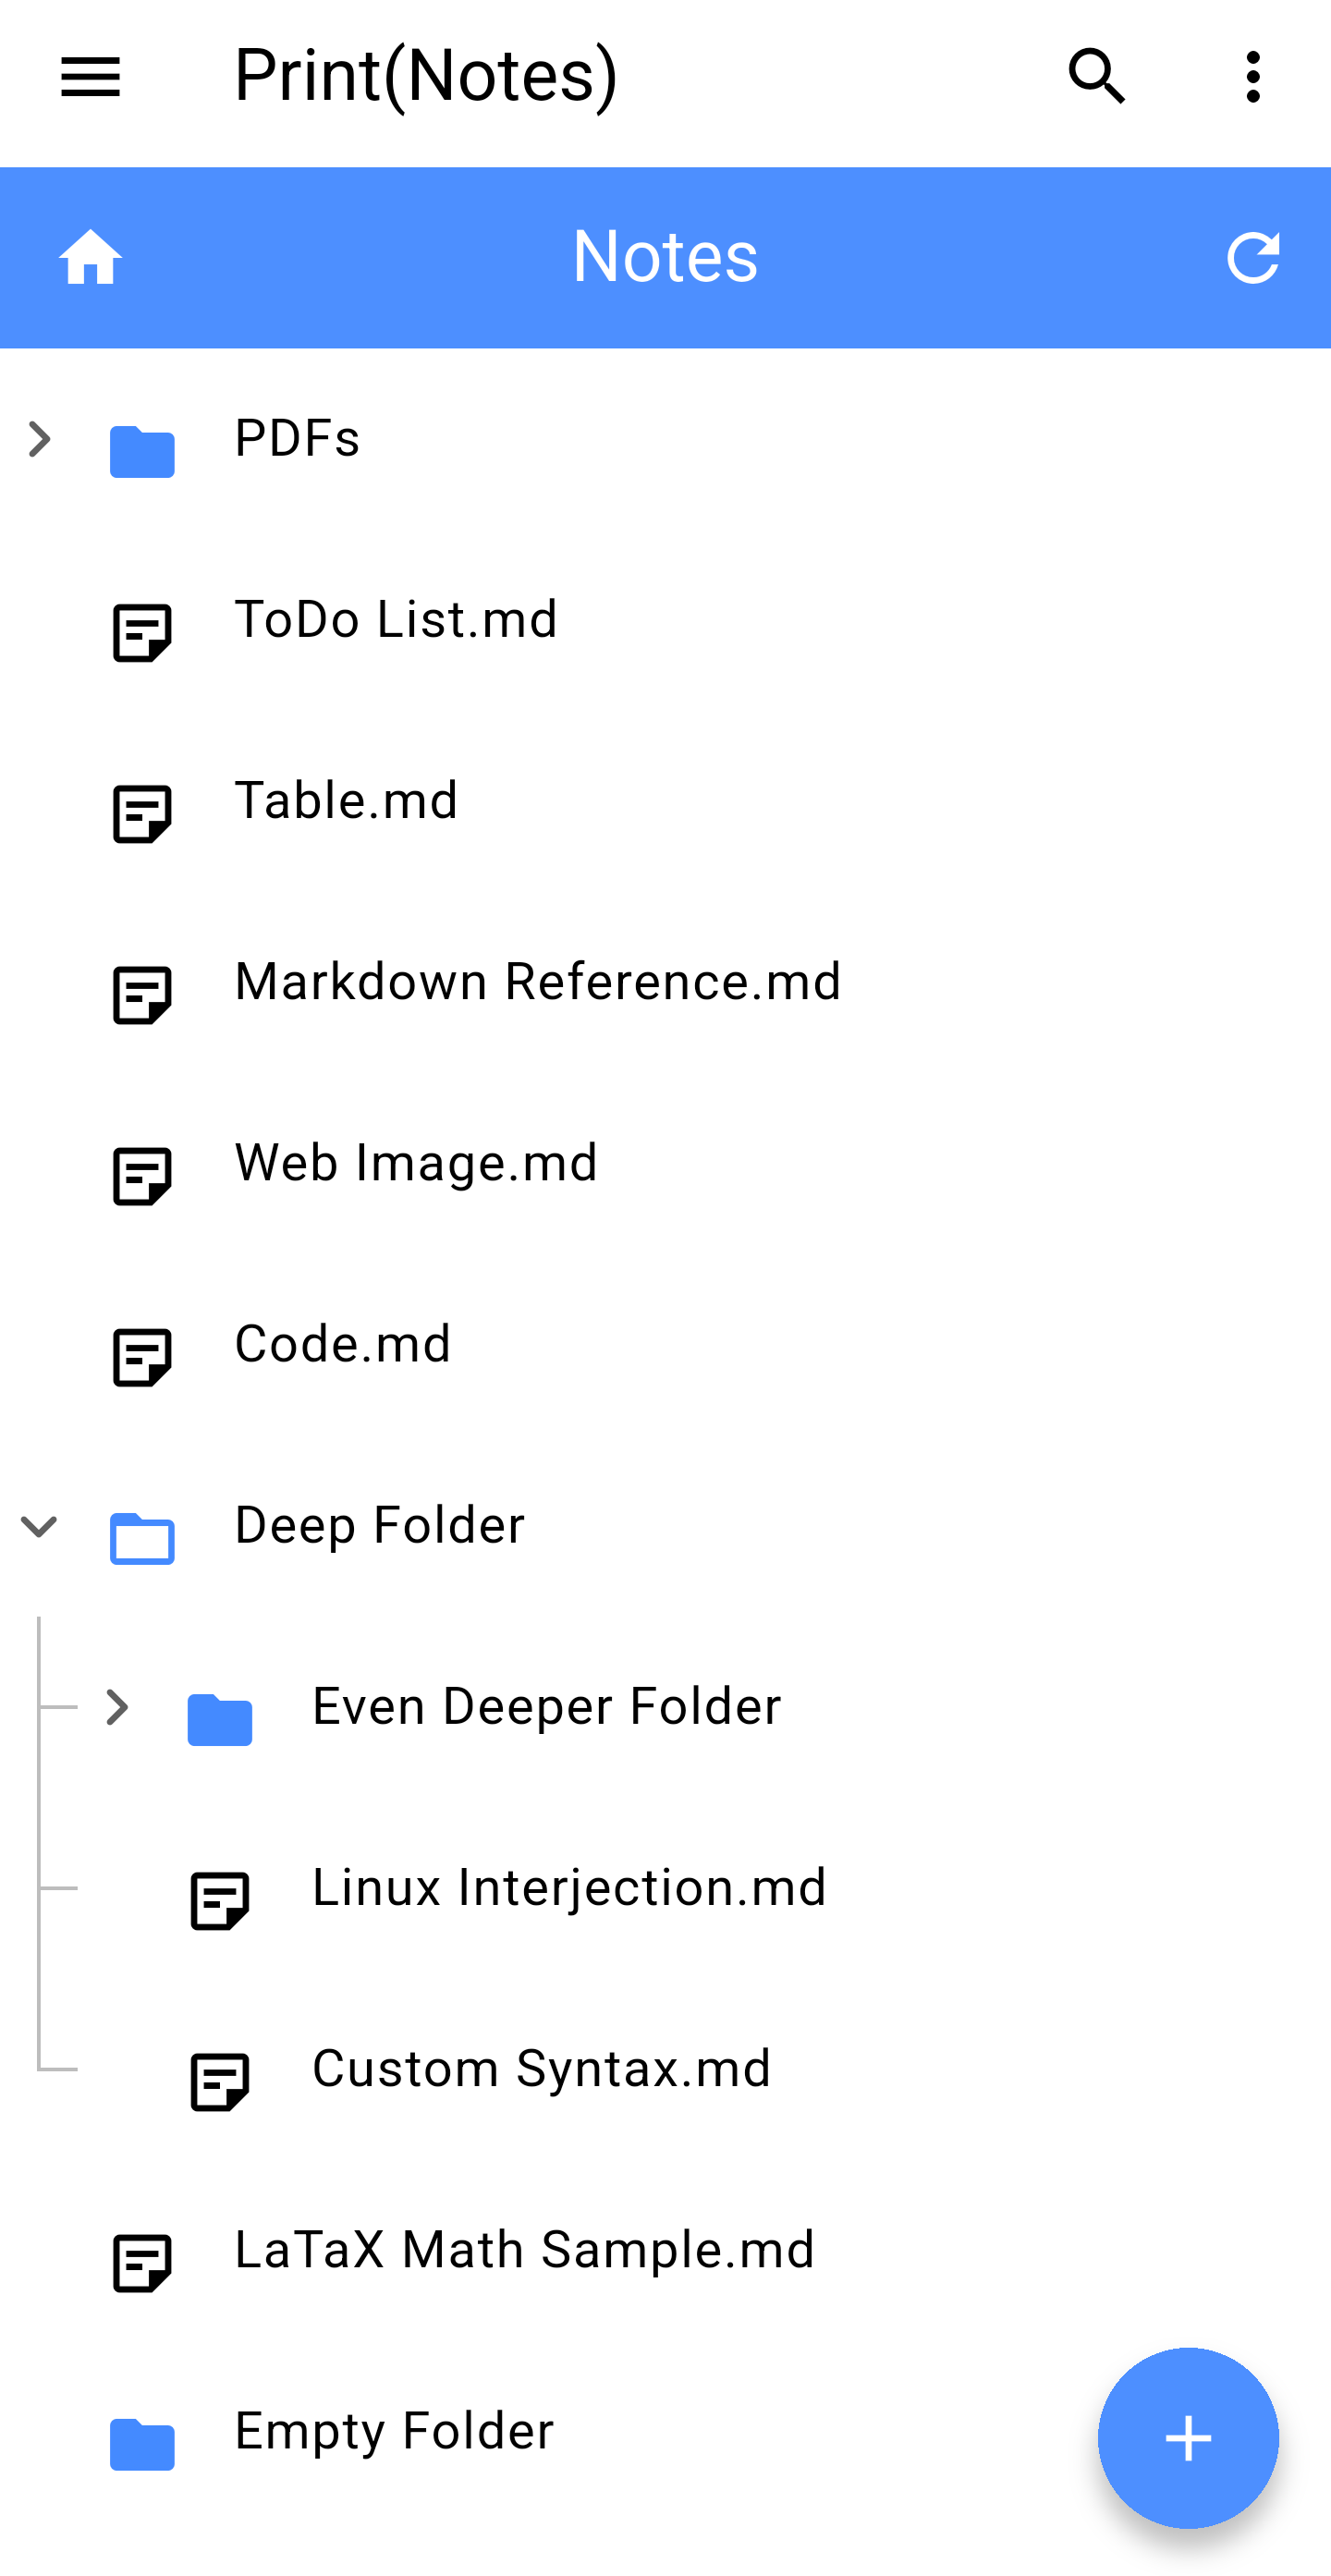 Print(Notes)
Notes
PDFs
ToDo List.md
Table.md
Markdown Reference.md
Web Image.md
Code.md
Deep Folder
Even Deeper Folder
Linux Interjection.md
Custom Syntax.md
LaTaX Math Sample.md
Empty Folder